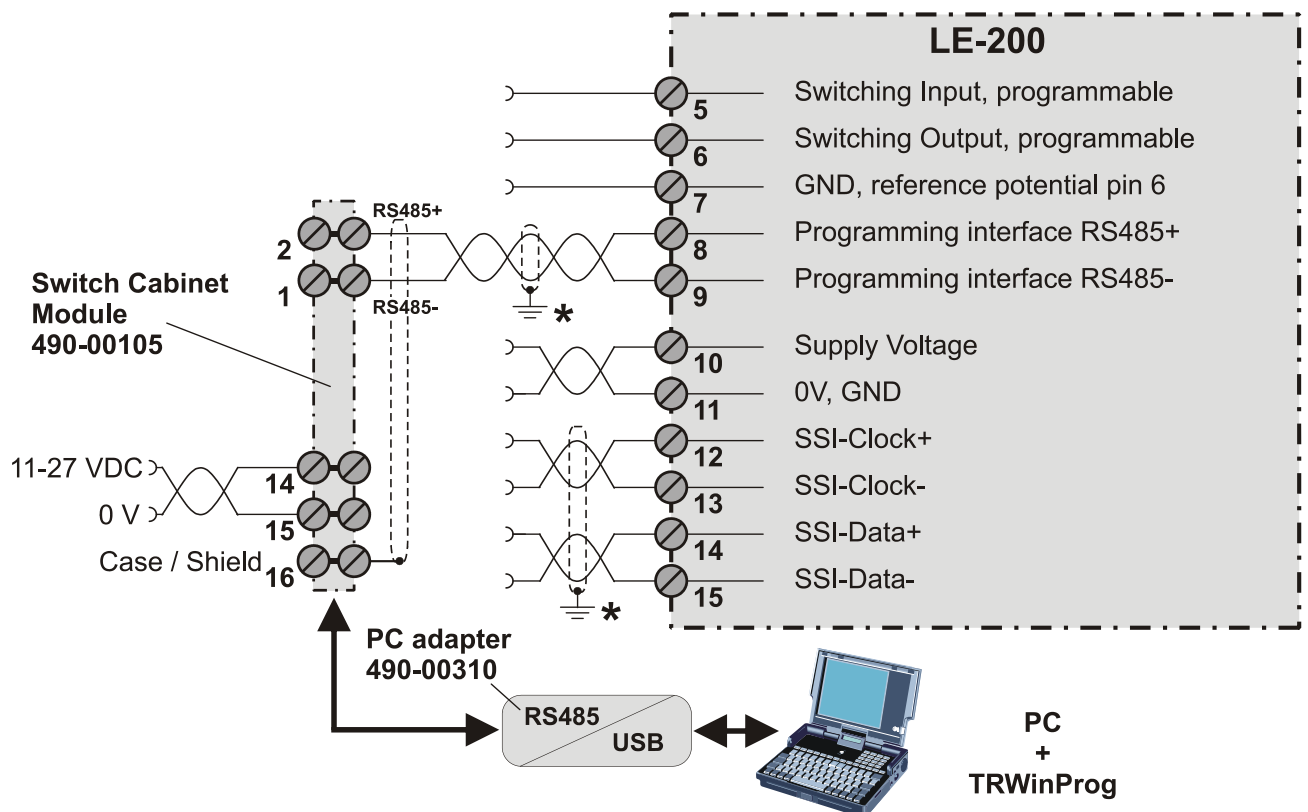 LE-200
5 Switching Input, programmable
6 Switching Output, programmable
7 GND, reference potential pin 6
8 Programming interface RS485+
9 Programming interface RS485-
10 Supply Voltage
11 0V, GND
12 SSI-Clock+
13 SSI-Clock-
14 SSI-Data+
15 SSI-Data-
RS485+
2
1
RS485-
*
*
Switch Cabinet
Module
490-00105
11-27 VDC 14
0 V 15
Case / Shield 16
PC adapter
490-00310
RS485
USB
PC
+
TRWinProg